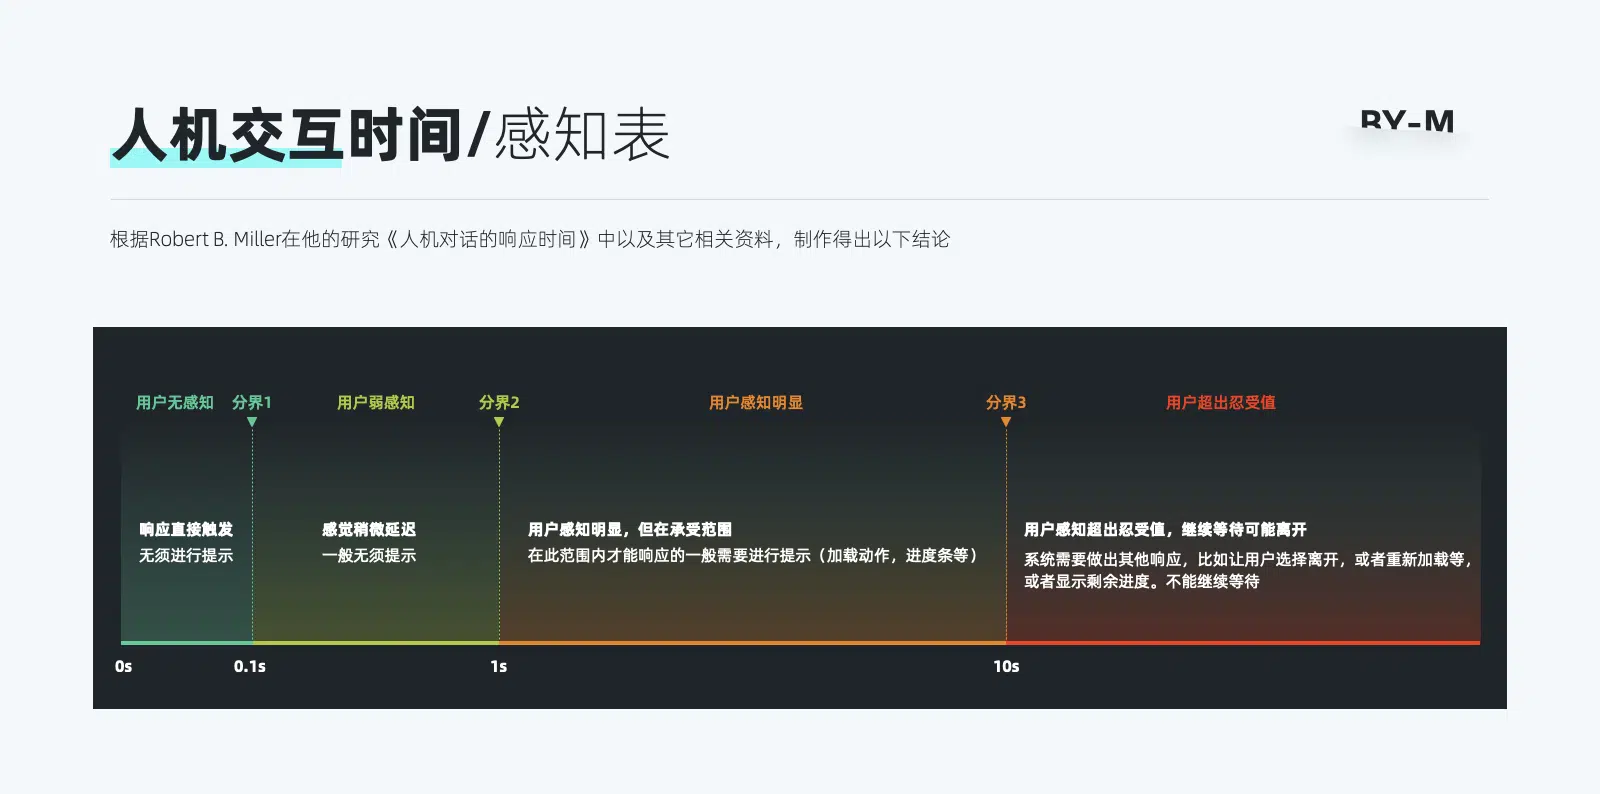 人机交互时间/感知表
BY-M
根据Robert B. Miller在他的研究《人机对话的响应时间》中以及其它相关资料，制作得出以下结论
用户无感知 分界1 用户弱感知 分界2 用户感知明显 分界3 用户超出忍受值
响应直接触发
无须进行提示
感觉稍微延迟
一般无须提示
用户感知明显，但在承受范围
在此范围内才能响应的一般需要进行提示（加载动作，进度条等）
用户感知超出忍受值，继续等待可能离开
系统需要做出其他响应，比如让用户选择离开，或者重新加载等，
或者显示剩余进度。不能继续等待
0s 0.1s 1s 10s